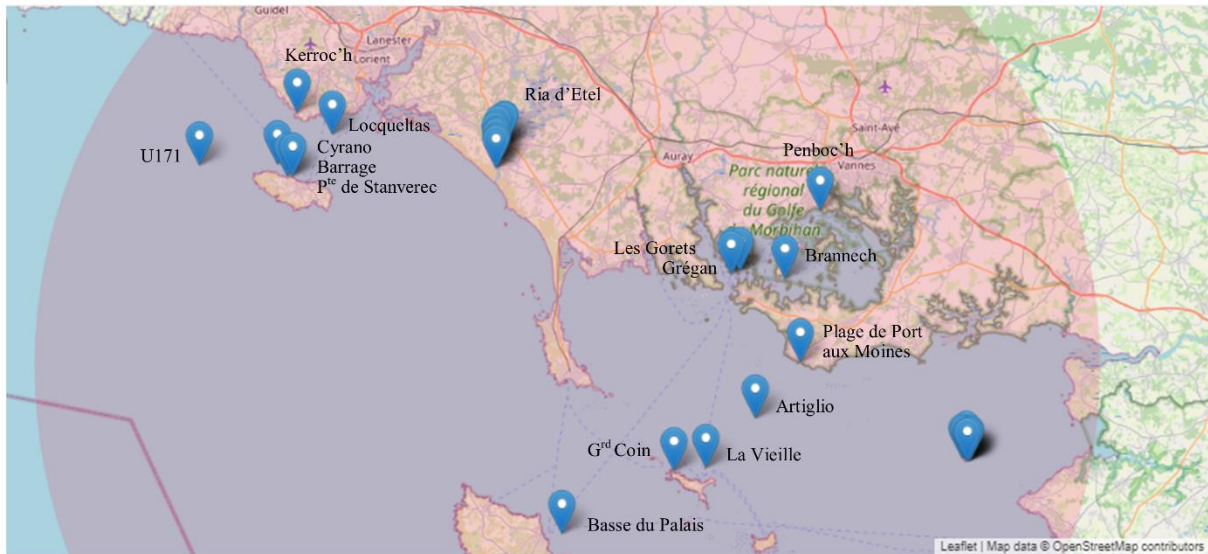 Guidel
Lanester
Kerroc’h
Lorient
Ria d’Etel
Locqueltas
U171
Cyrano
Barrage
Pte de Stanverec
Saint-Avé
Auray
Penboc’h
Vannes
Parc naturel
régional
du Golfe
du Morbihan
Les Gorets
Grégan
Brannech
Plage de Port
aux Moines
Artiglio
Grd Coin
La Vieille
Basse du Palais
Leaflet | Map data © OpenStreetMap contributors